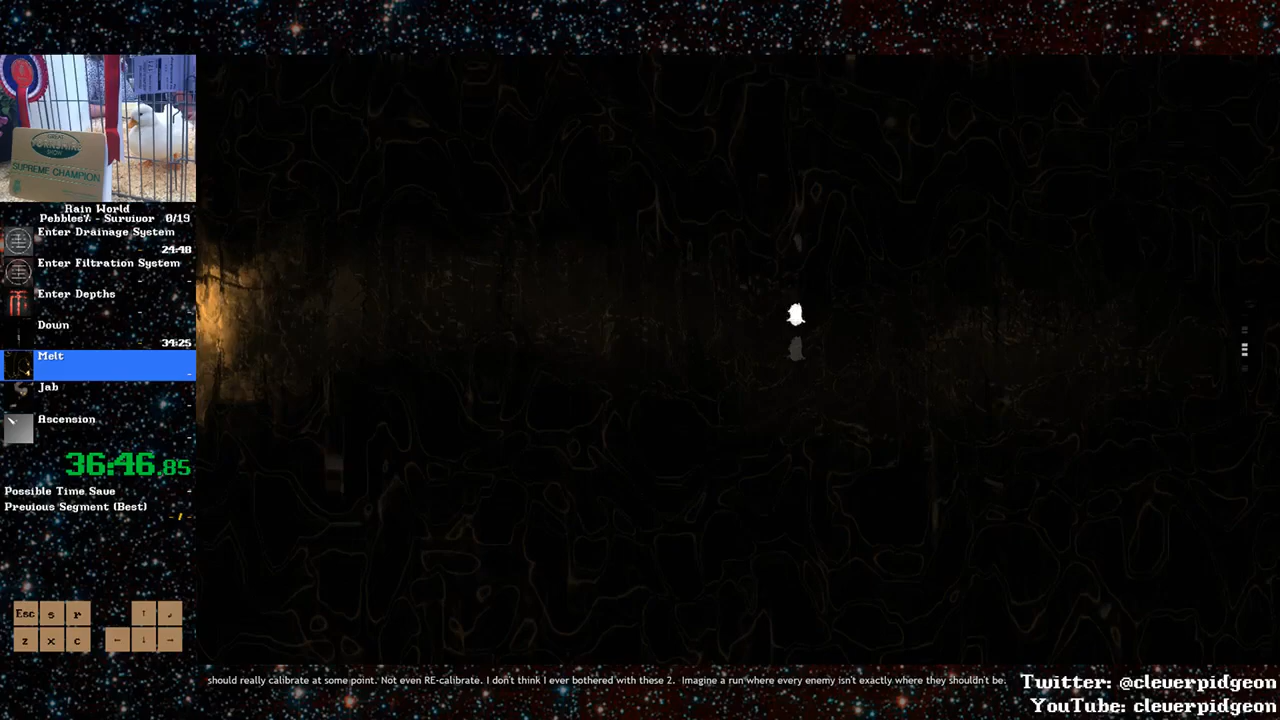 GREAT
YORKSHIRE
SHOW
SUPREME CHAMPION
Rain World
Pebbles% - Survivor 0/19
Enter Drainage System
24:48
Enter Filtration System
-
-
Enter Depths
-
-
Down
34:25
Melt
-
Jab
Ascension
-
36:46.85
Possible Time Save -
Previous Segment (Best)
- / -
Esc s r ↑
z x c ← ↓ →
should really calibrate at some point. Not even RE-calibrate. I don't think I ever bothered with these 2. Imagine a run where every enemy isn't exactly where they shouldn't be.
Twitter: @cleverpidgeon
YouTube: cleverpidgeon